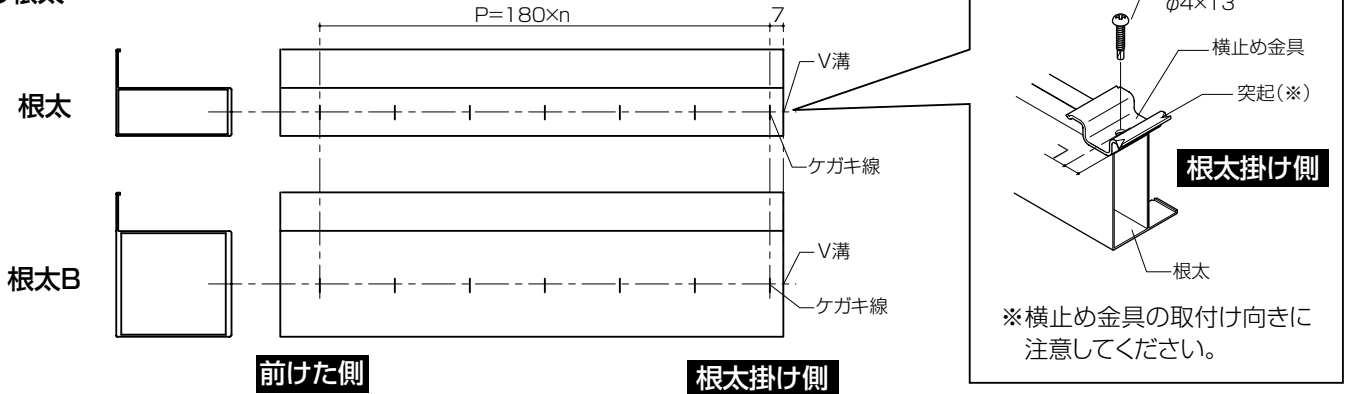 P=180×n
7
根太
V溝
ケガキ線
根太B
V溝
ケガキ線
前けた側
根太掛け側
φ4×13
横止め金具
突起(※)
7
根太掛け側
根太
※横止め金具の取付け向きに
注意してください。